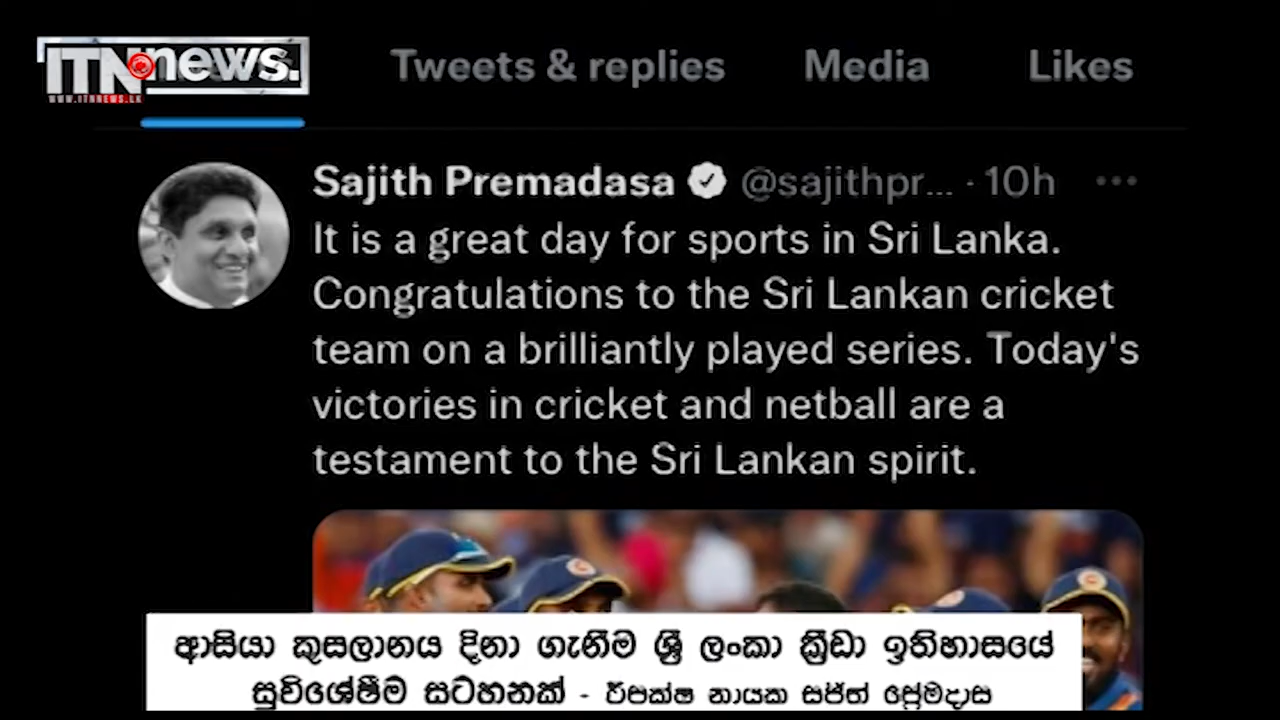 ITN news.
WWW.ITNNEWS.LK
Tweets & replies Media Likes
Sajith Premadasa @sajithpr... · 10h
It is a great day for sports in Sri Lanka.
Congratulations to the Sri Lankan cricket
team on a brilliantly played series. Today's
victories in cricket and netball are a
testament to the Sri Lankan spirit.
ආසියා කුසලානය දිනා ගැනීම ශ්‍රී ලංකා ක්‍රීඩා ඉතිහාසයේ
සුවිශේෂීම සටහනක් - විපක්ෂ නායක සජිත් ප්‍රේමදාස